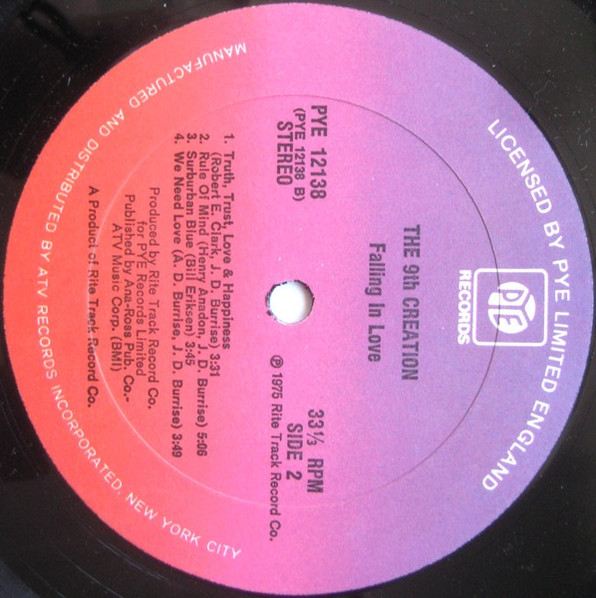 LICENSED BY PYE LIMITED ENGLAND
PYE
RECORDS
THE 9th CREATION
Falling In Love
PYE 12138
(PYE 12138 B)
STEREO
33⅓ RPM
SIDE 2
℗ 1975 Rite Track Record Co.
1. Truth, Trust, Love & Happiness
(Robert E. Clark, J. D. Burrise) 3:31
2. Rule Of Mind (Henry Anadon, J. D. Burrise) 5:06
3. Surburban Blue (Bill Eriksen) 3:45
4. We Need Love (A. D. Burrise, J. D. Burrise) 3:49
Produced by Rite Track Record Co.
for PYE Records Limited
Published by Ana-Ross Pub. Co.-
ATV Music Corp. (BMI)
A Product of Rite Track Record Co.
MANUFACTURED AND DISTRIBUTED BY ATV RECORDS INCORPORATED, NEW YORK CITY